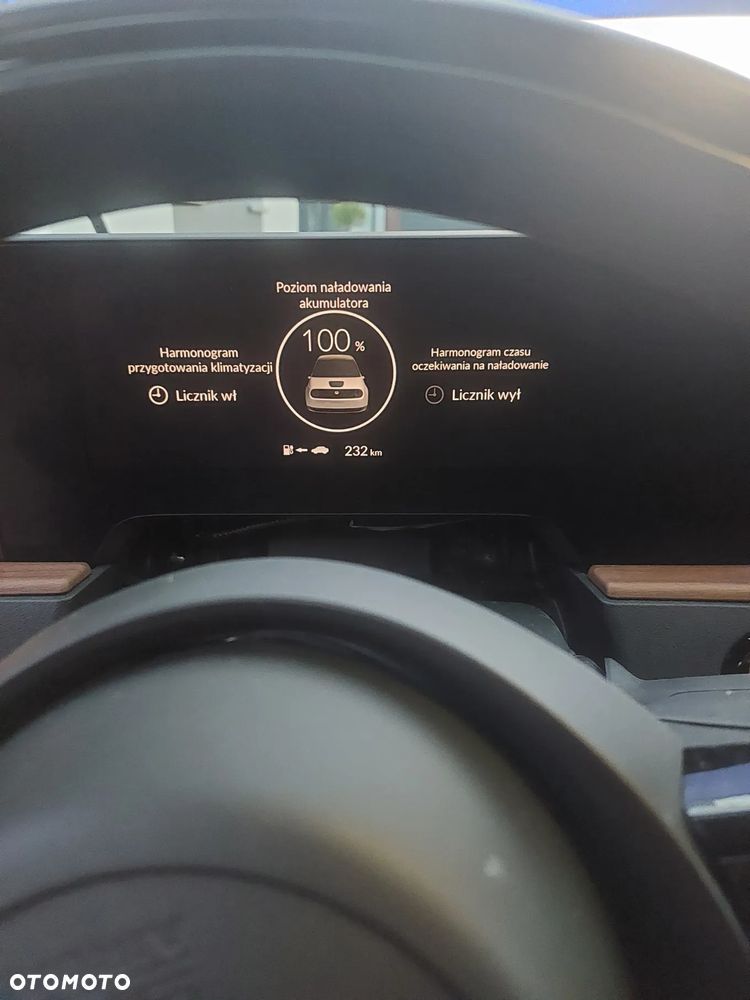 Poziom naładowania
akumulatora
100 %
Harmonogram
przygotowania klimatyzacji
Licznik wł
Harmonogram czasu
oczekiwania na naładowanie
Licznik wył
232 km
OTOMOTO